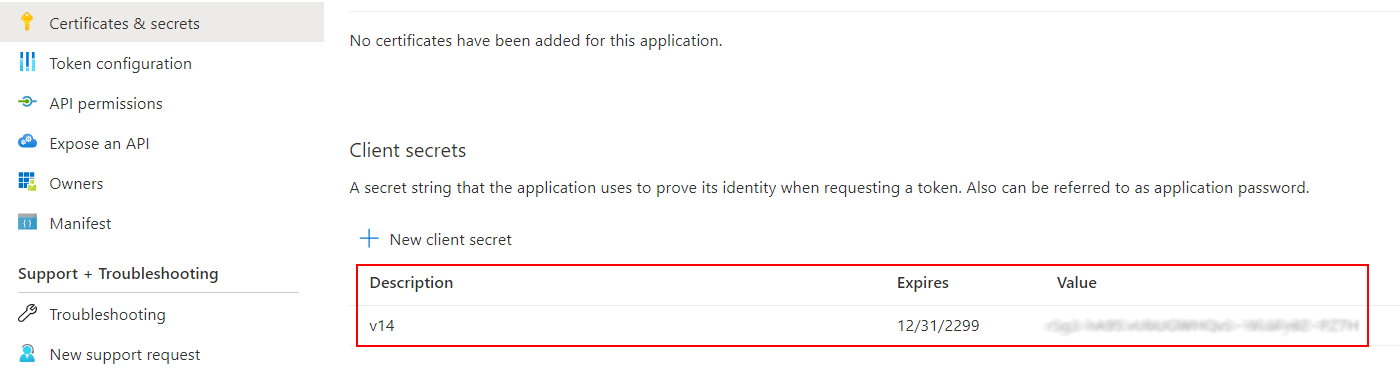 Certificates & secrets
Token configuration
API permissions
Expose an API
Owners
Manifest
Support + Troubleshooting
Troubleshooting
New support request
No certificates have been added for this application.
Client secrets
A secret string that the application uses to prove its identity when requesting a token. Also can be referred to as application password.
New client secret
Description Expires Value
v14 12/31/2299